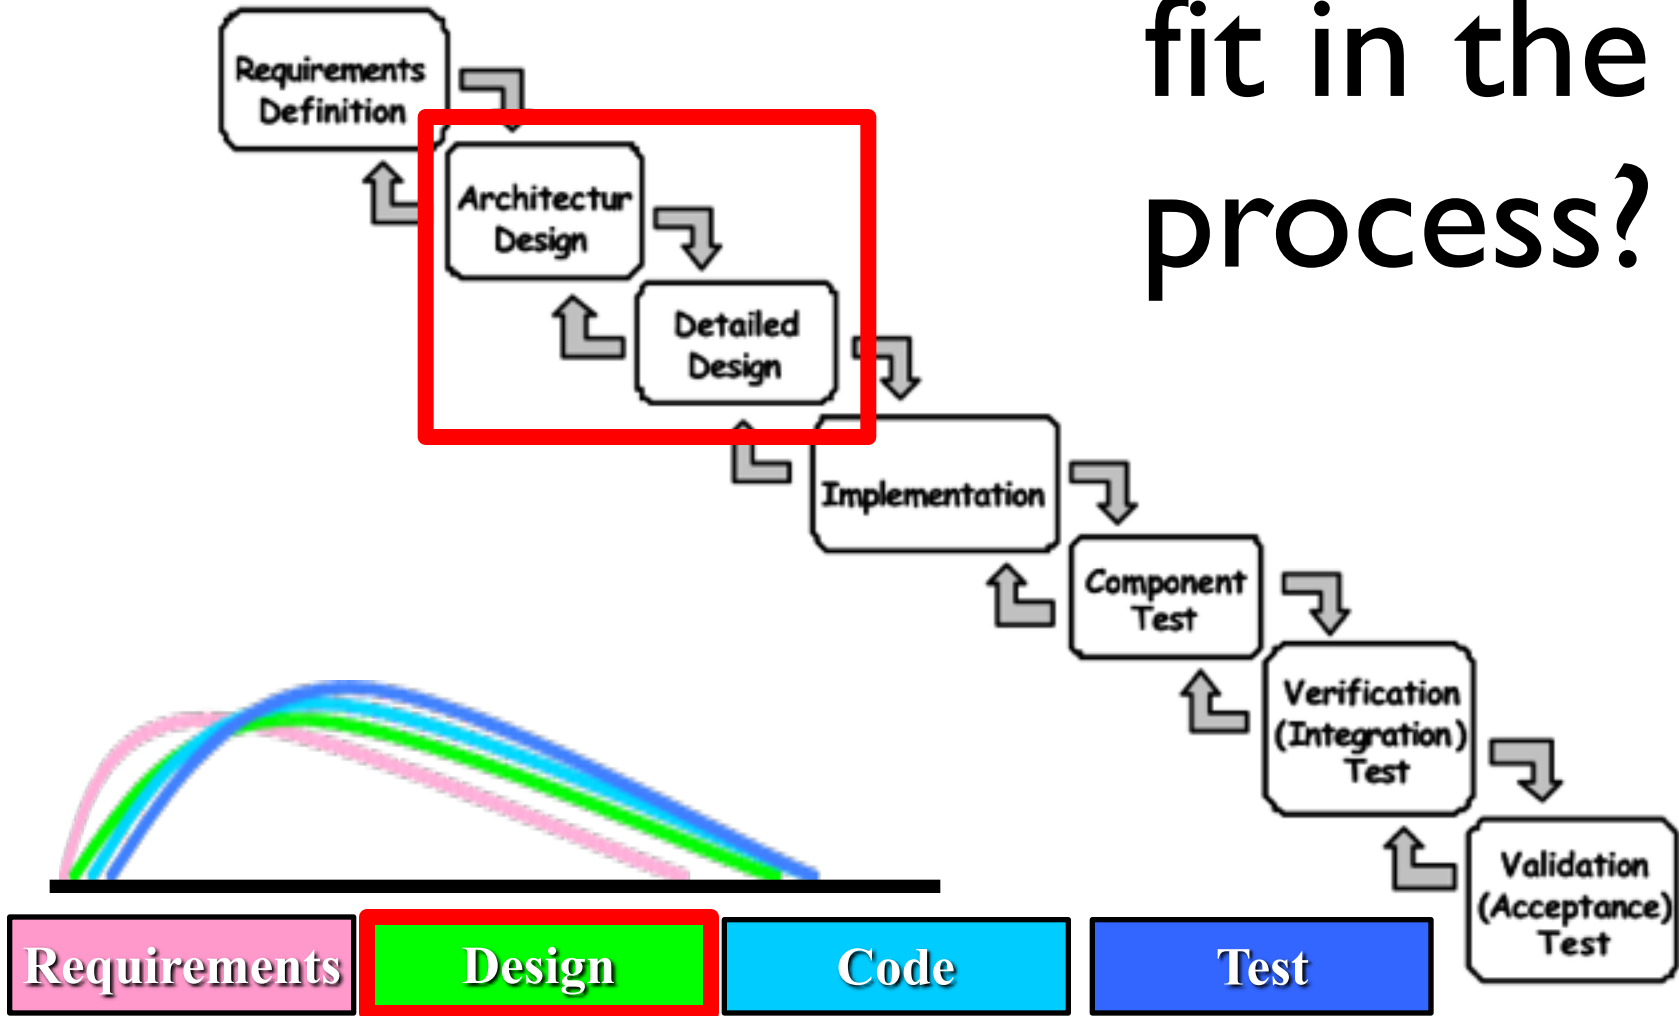 fit in the
process?
Requirements
Definition
Architectur
Design
Detailed
Design
Implementation
Component
Test
Verification
(Integration)
Test
Validation
(Acceptance)
Test
Requirements
Design
Code
Test